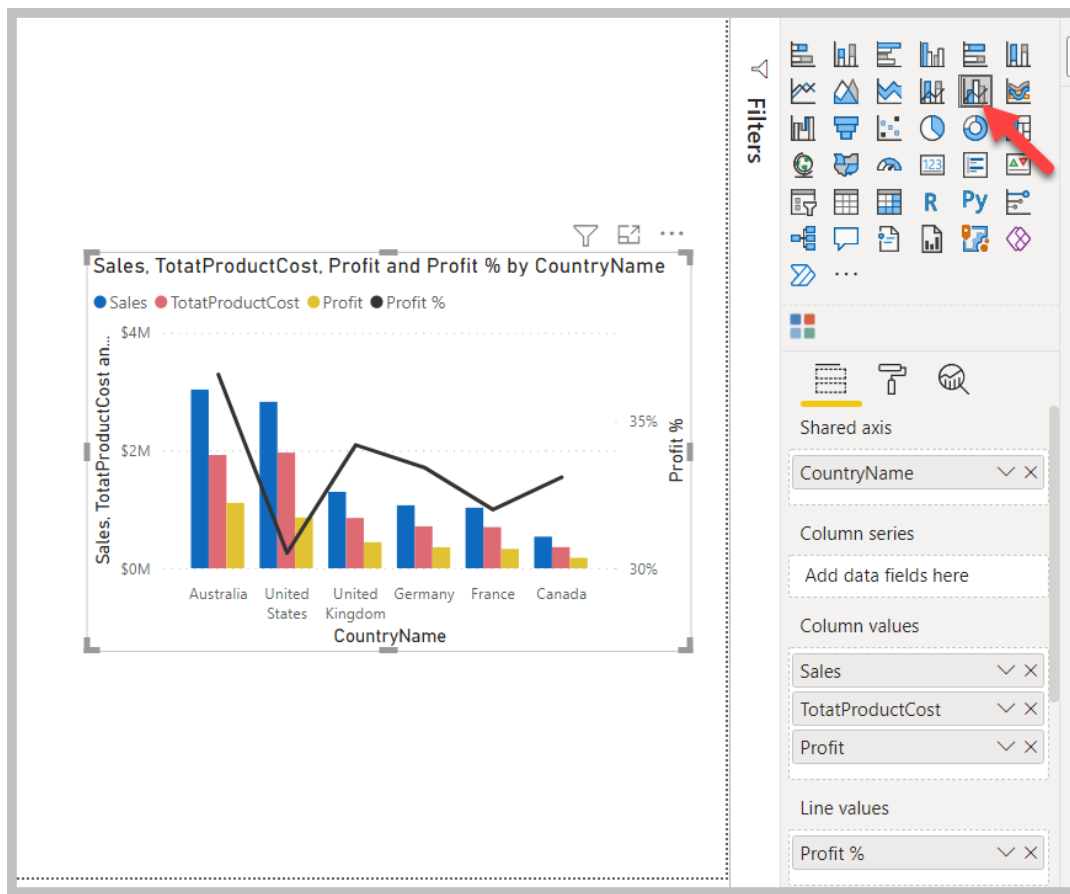 Filters
123
R Py
Sales, TotatProductCost, Profit and Profit % by CountryName
Sales TotatProductCost Profit Profit %
Sales, TotatProductCost an...
$4M
$2M
$0M
35%
30%
Profit %
Australia United States United Kingdom Germany France Canada
CountryName
Shared axis
CountryName
Column series
Add data fields here
Column values
Sales
TotatProductCost
Profit
Line values
Profit %